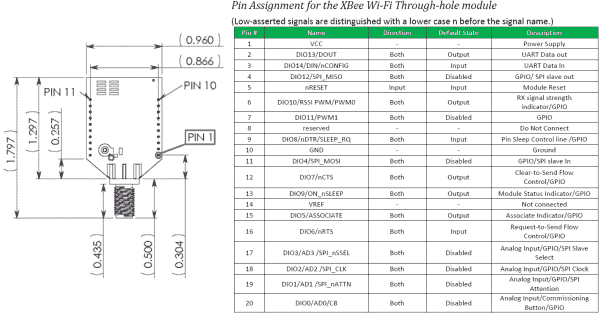 Pin Assignment for the XBee Wi-Fi Through-hole module
(Low-asserted signals are distinguished with a lower case n before the signal name.)
( 0.960 )
( 0.866 )
PIN 11
PIN 10
PIN 1
( 1.797 )
( 1.297 )
( 0.257 )
( 0.435 )
( 0.500 )
( 0.304 )
Pin # Name Direction Default State Description
1 VCC - - Power Supply
2 DIO13/DOUT Both Output UART Data out
3 DIO14/DIN/nCONFIG Both Input UART Data In
4 DIO12/SPI_MISO Both Disabled GPIO/ SPI slave out
5 nRESET Input Input Module Reset
6 DIO10/RSSI PWM/PWM0 Both Output RX signal strength
indicator/GPIO
7 DIO11/PWM1 Both Disabled GPIO
8 reserved - - Do Not Connect
9 DIO8/nDTR/SLEEP_RQ Both Input Pin Sleep Control line /GPIO
10 GND - - Ground
11 DIO4/SPI_MOSI Both Disabled GPIO/SPI slave In
12 DIO7/nCTS Both Output Clear-to-Send Flow
Control/GPIO
13 DIO9/ON_nSLEEP Both Output Module Status Indicator/GPIO
14 VREF - - Not connected
15 DIO5/ASSOCIATE Both Output Associate Indicator/GPIO
16 DIO6/nRTS Both Input Request-to-Send Flow
Control/GPIO
17 DIO3/AD3 /SPI_nSSEL Both Disabled Analog Input/GPIO/SPI Slave
Select
18 DIO2/AD2 /SPI_CLK Both Disabled Analog Input/GPIO/SPI Clock
19 DIO1/AD1 /SPI_nATTN Both Disabled Analog Input/GPIO/SPI
Attention
20 DIO0/AD0/CB Both Disabled Analog Input/Commissioning
Button/GPIO